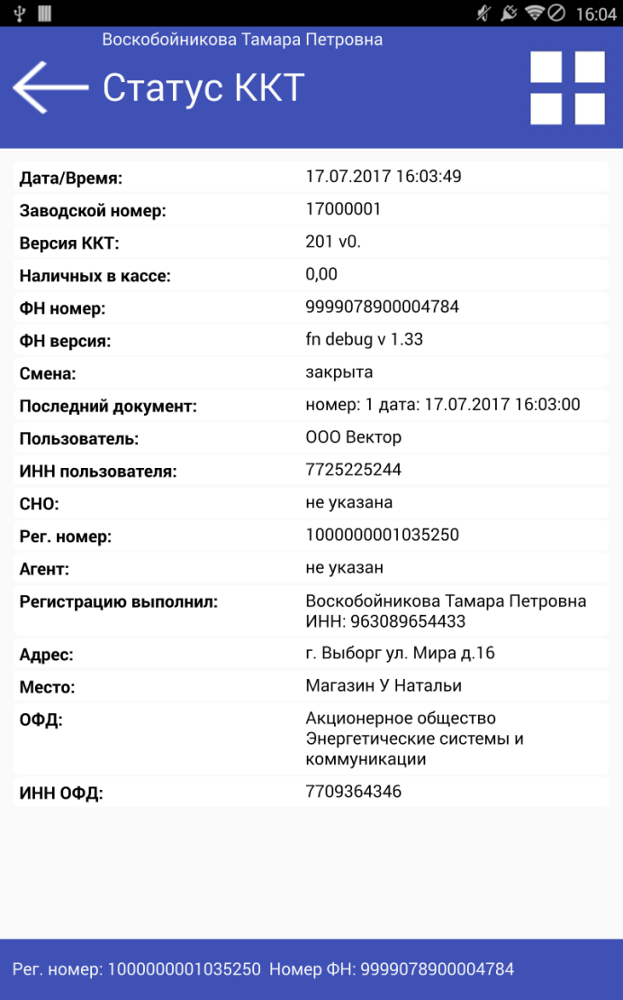 16:04
Воскобойникова Тамара Петровна
Статус ККТ
Дата/Время: 17.07.2017 16:03:49
Заводской номер: 17000001
Версия ККТ: 201 v0.
Наличных в кассе: 0,00
ФН номер: 9999078900004784
ФН версия: fn debug v 1.33
Смена: закрыта
Последний документ: номер: 1 дата: 17.07.2017 16:03:00
Пользователь: ООО Вектор
ИНН пользователя: 7725225244
СНО: не указана
Рег. номер: 1000000001035250
Агент: не указан
Регистрацию выполнил: Воскобойникова Тамара Петровна
ИНН: 963089654433
Адрес: г. Выборг ул. Мира д.16
Место: Магазин У Натальи
ОФД: Акционерное общество
Энергетические системы и
коммуникации
ИНН ОФД: 7709364346
Рег. номер: 1000000001035250 Номер ФН: 9999078900004784